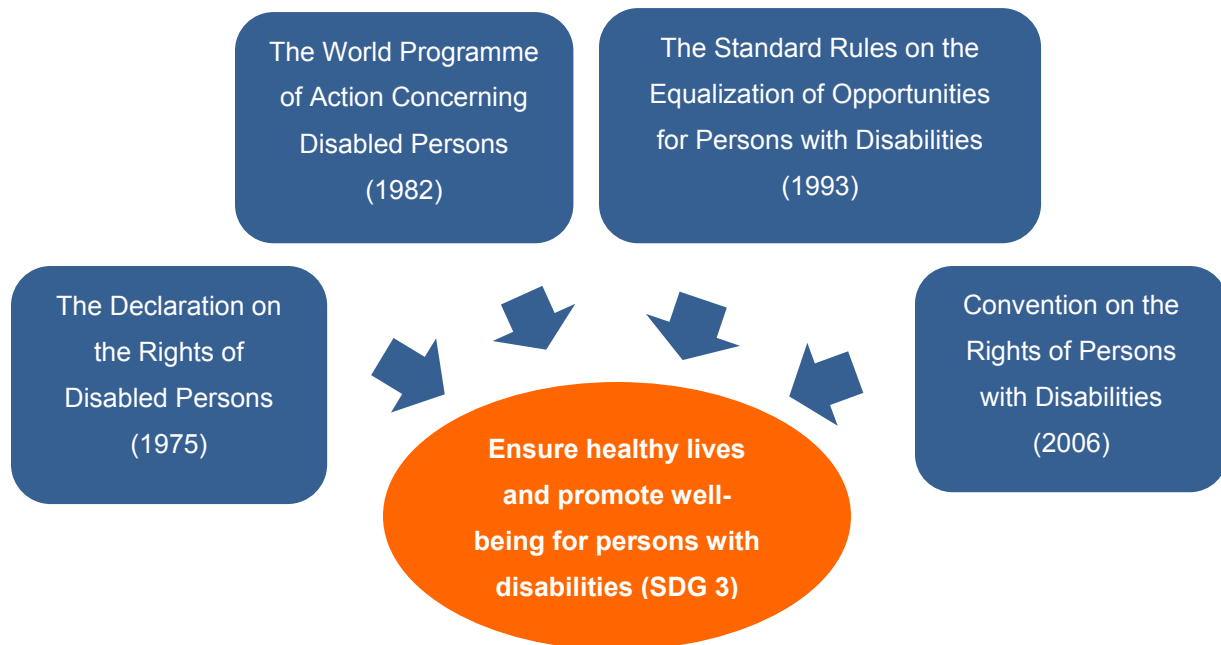 The World Programme
of Action Concerning
Disabled Persons
(1982)
The Standard Rules on the
Equalization of Opportunities
for Persons with Disabilities
(1993)
The Declaration on
the Rights of
Disabled Persons
(1975)
Convention on the
Rights of Persons
with Disabilities
(2006)
Ensure healthy lives
and promote well-
being for persons with
disabilities (SDG 3)